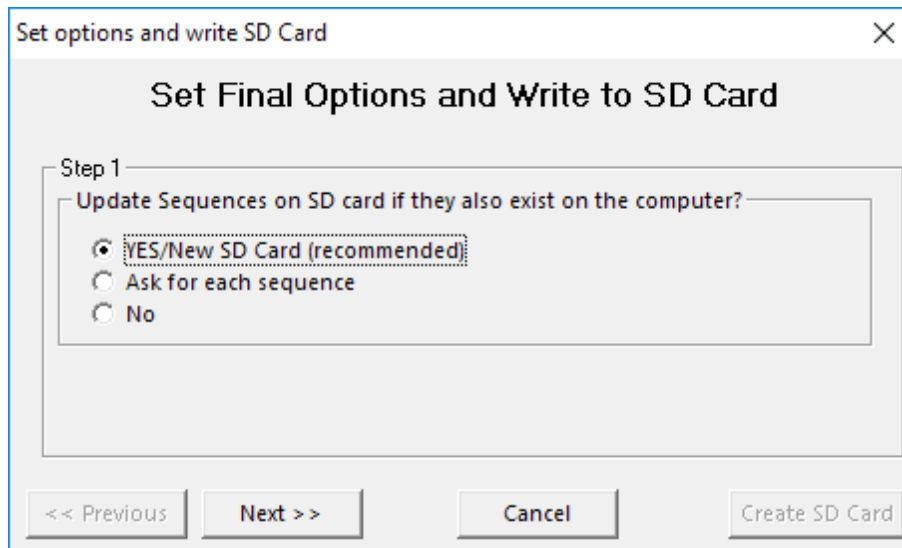 Set options and write SD Card
Set Final Options and Write to SD Card
Step 1
Update Sequences on SD card if they also exist on the computer?
YES/New SD Card (recommended)
Ask for each sequence
No
<< Previous Next >> Cancel Create SD Card